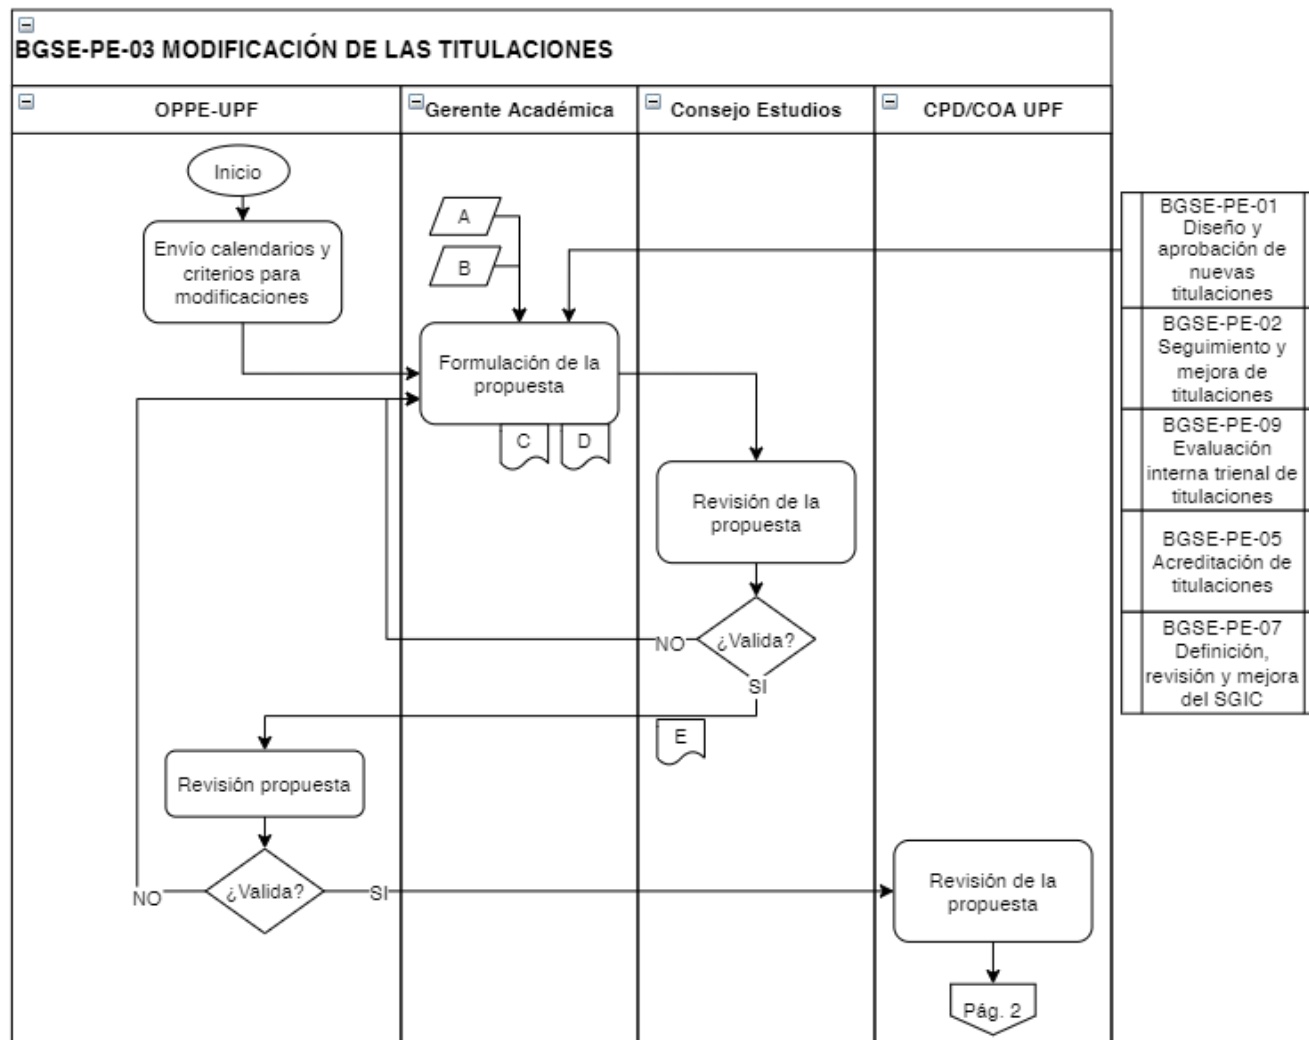 BGSE-PE-03 MODIFICACIÓN DE LAS TITULACIONES
OPPE-UPF
Gerente Académica
Consejo Estudios
CPD/COA UPF
Inicio
Envío calendarios y
criterios para
modificaciones
A
B
Formulación de la
propuesta
C
D
Revisión de la
propuesta
¿Valida?
NO
SI
E
Revisión propuesta
¿Valida?
NO
SI
Revisión de la
propuesta
Pág. 2
BGSE-PE-01
Diseño y
aprobación de
nuevas
titulaciones
BGSE-PE-02
Seguimiento y
mejora de
titulaciones
BGSE-PE-09
Evaluación
interna trienal de
titulaciones
BGSE-PE-05
Acreditación de
titulaciones
BGSE-PE-07
Definición,
revisión y mejora
del SGIC